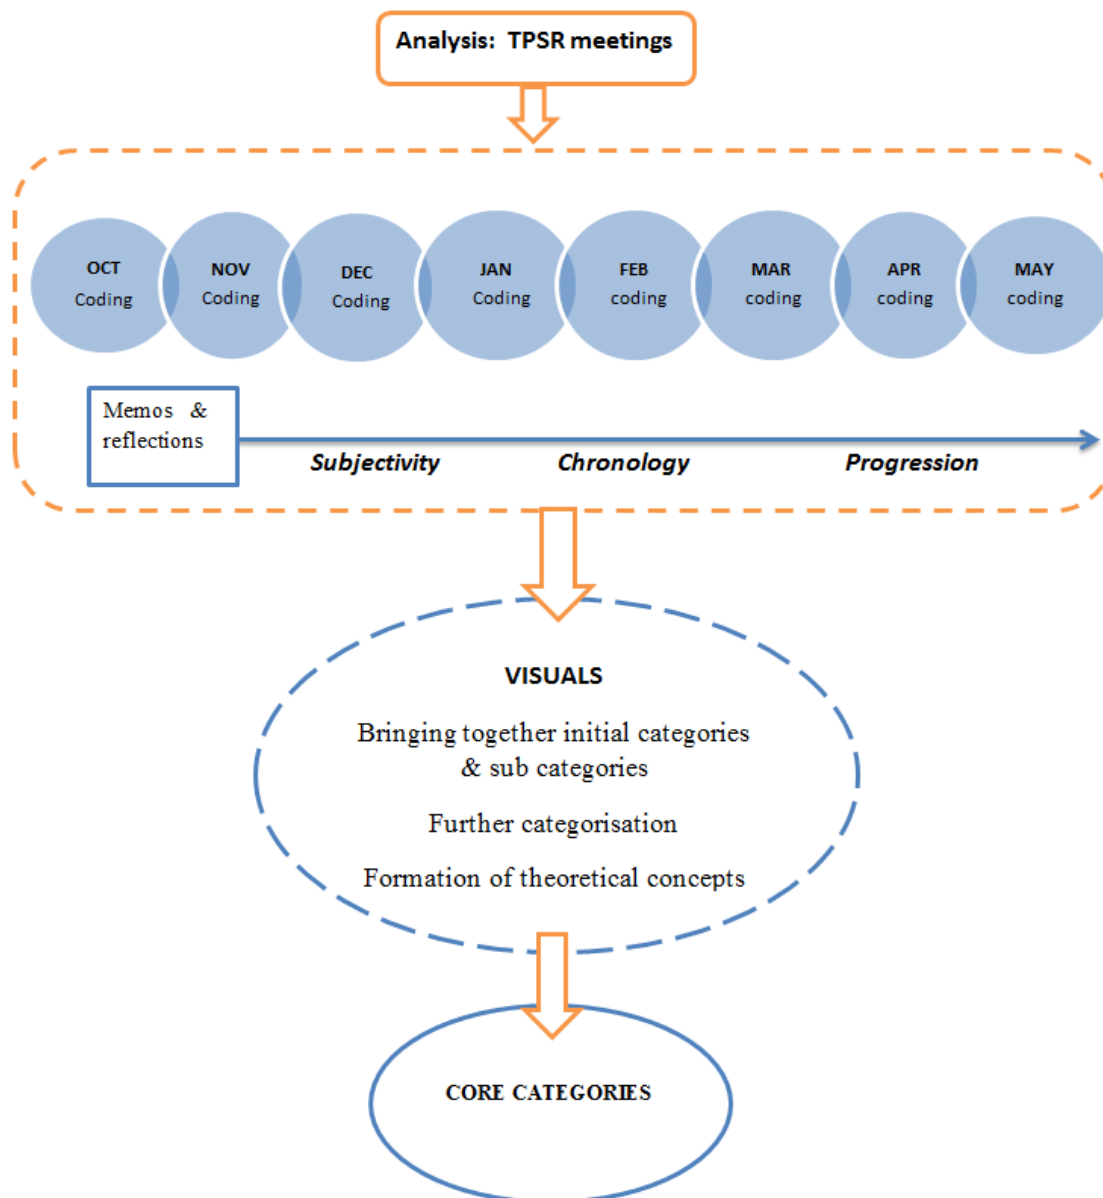 Analysis: TPSR meetings
OCT
Coding
NOV
Coding
DEC
Coding
JAN
Coding
FEB
coding
MAR
coding
APR
coding
MAY
coding
Memos &
reflections
Subjectivity
Chronology
Progression
VISUALS
Bringing together initial categories
& sub categories
Further categorisation
Formation of theoretical concepts
CORE CATEGORIES